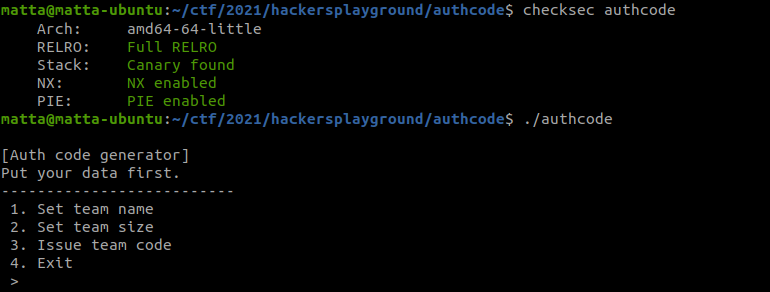 matta@matta-ubuntu:~/ctf/2021/hackersplayground/authcode$ checksec authcode
    Arch:     amd64-64-little
    RELRO:    Full RELRO
    Stack:    Canary found
    NX:       NX enabled
    PIE:      PIE enabled
matta@matta-ubuntu:~/ctf/2021/hackersplayground/authcode$ ./authcode
[Auth code generator]
Put your data first.
--------------------------
 1. Set team name
 2. Set team size
 3. Issue team code
 4. Exit
 >